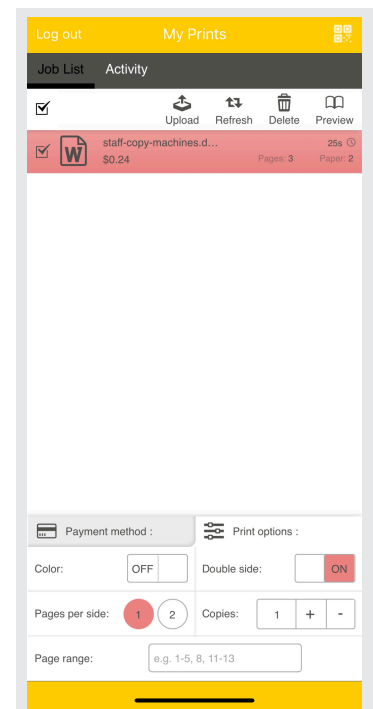 Log out My Prints
Job List Activity
Upload Refresh Delete Preview
W staff-copy-machines.d... 25s
$0.24 Pages: 3 Paper: 2
Payment method : Print options :
Color: OFF Double side: ON
Pages per side: 1 2 Copies: 1 + -
Page range: e.g. 1-5, 8, 11-13